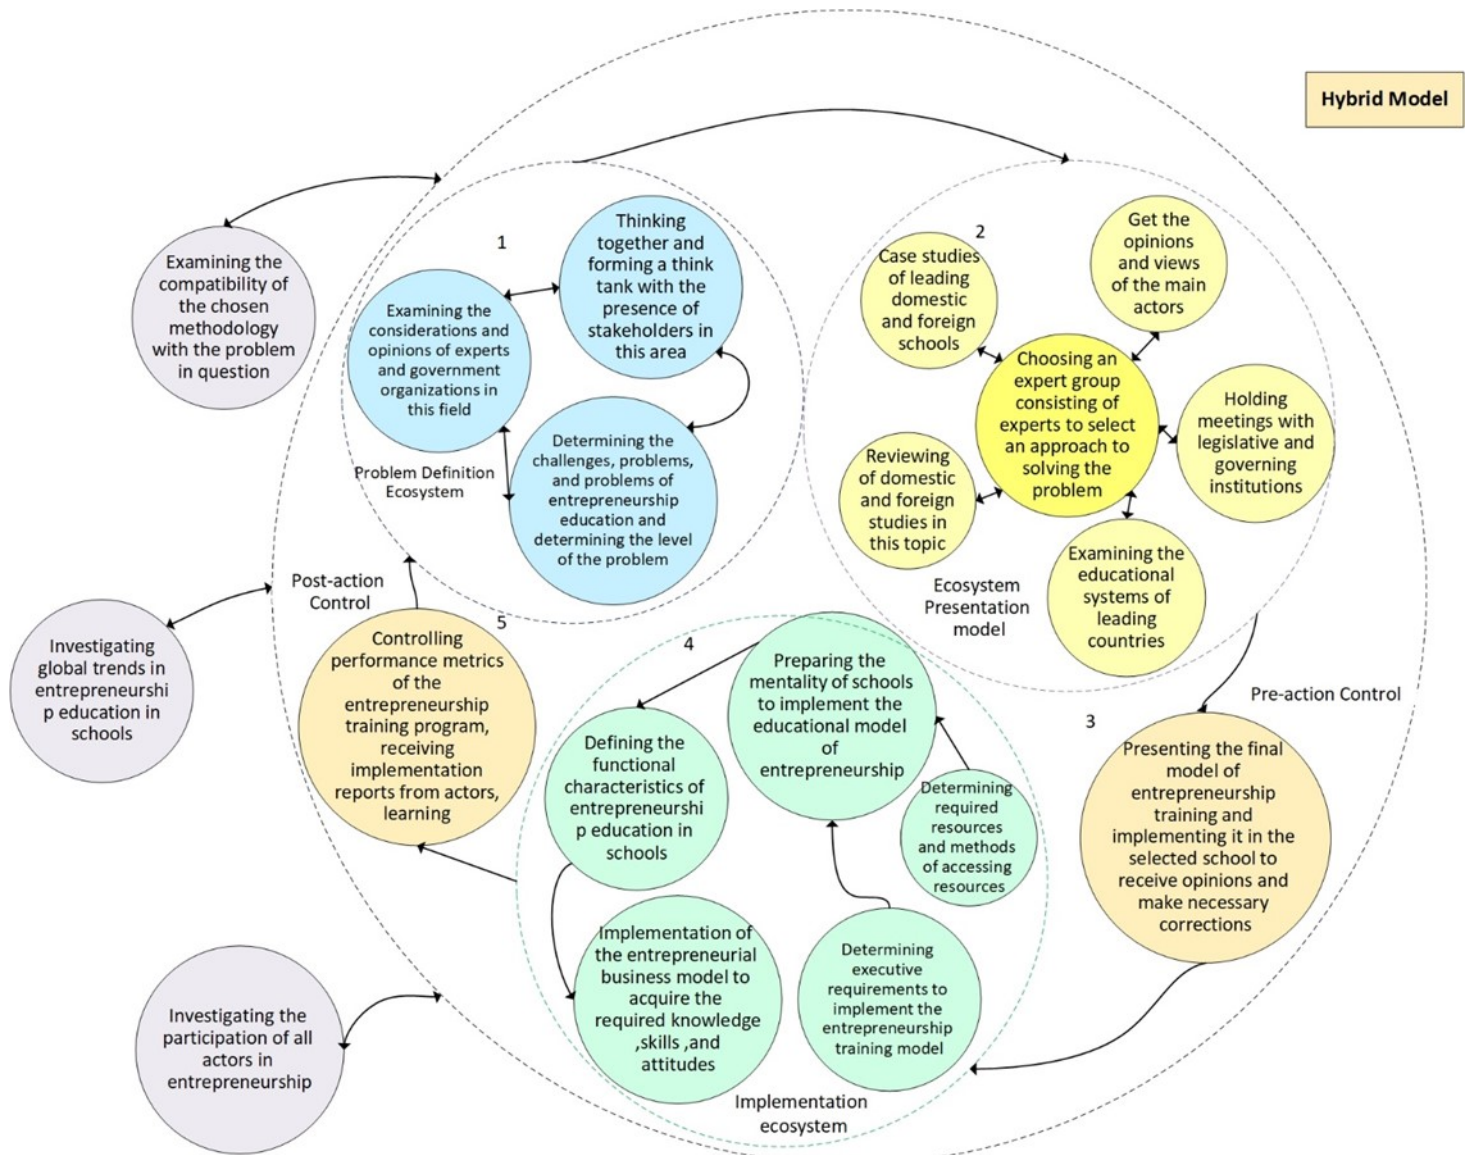 Hybrid Model
Examining the
compatibility of
the chosen
methodology
with the problem
in question
Investigating
global trends in
entrepreneurshi
p education in
schools
Investigating the
participation of all
actors in
entrepreneurship
1
Thinking
together and
forming a think
tank with the
presence of
stakeholders in
this area
Examining the
considerations and
opinions of experts
and government
organizations in
this field
Determining the
challenges, problems,
and problems of
entrepreneurship
education and
determining the level
of the problem
Problem Definition
Ecosystem
2
Case studies
of leading
domestic
and foreign
schools
Get the
opinions
and views
of the main
actors
Choosing an
expert group
consisting of
experts to select
an approach to
solving the
problem
Holding
meetings with
legislative and
governing
institutions
Reviewing
of domestic
and foreign
studies in
this topic
Examining the
educational
systems of
leading
countries
Ecosystem
Presentation
model
Pre-action Control
3
Presenting the final
model of
entrepreneurship
training and
implementing it in the
selected school to
receive opinions and
make necessary
corrections
4
Preparing the
mentality of schools
to implement the
educational model
of
entrepreneurship
Defining the
functional
characteristics of
entrepreneurshi
p education in
schools
Determining
required
resources
and methods
of accessing
resources
Implementation of
the entrepreneurial
business model to
acquire the
required knowledge
,skills ,and
attitudes
Determining
executive
requirements to
implement the
entrepreneurship
training model
Implementation
ecosystem
Post-action
Control
5
Controlling
performance metrics
of the
entrepreneurship
training program,
receiving
implementation
reports from actors,
learning